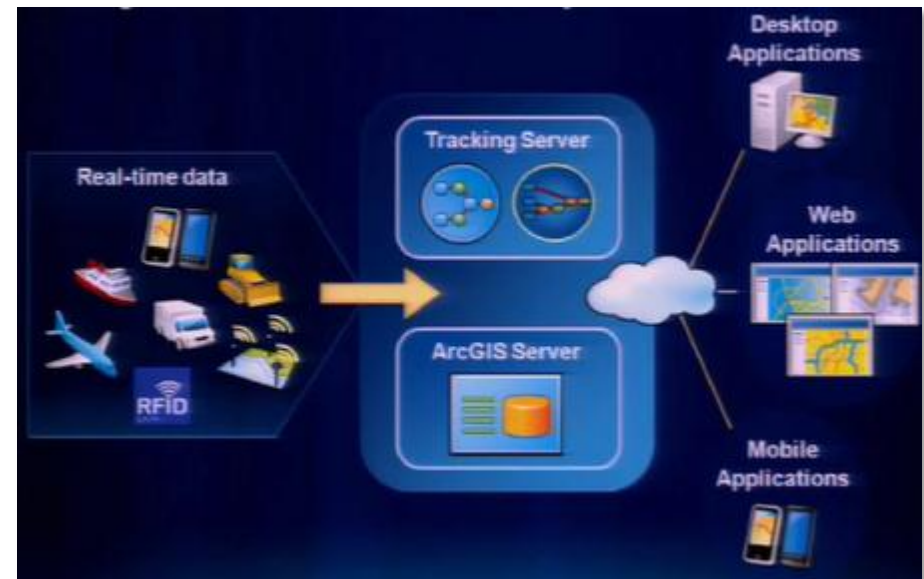 Real-time data
RFID
Tracking Server
ArcGIS Server
Desktop
Applications
Web
Applications
Mobile
Applications